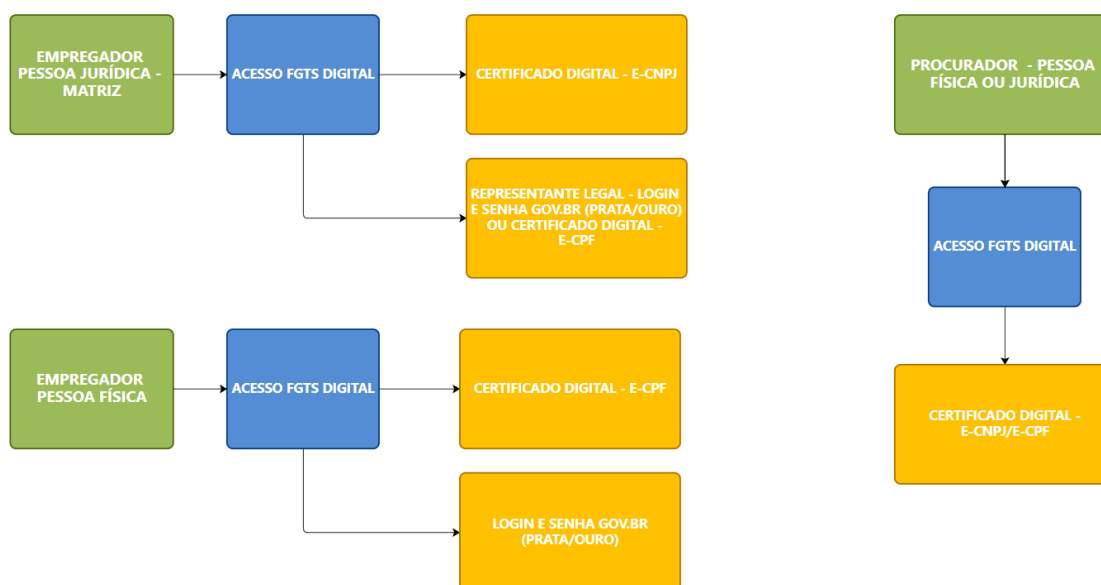 EMPREGADOR
PESSOA JURÍDICA -
MATRIZ
ACESSO FGTS DIGITAL
CERTIFICADO DIGITAL - E-CNPJ
REPRESENTANTE LEGAL - LOGIN
E SENHA GOV.BR (PRATA/OURO)
OU CERTIFICADO DIGITAL -
E-CPF
EMPREGADOR
PESSOA FÍSICA
ACESSO FGTS DIGITAL
CERTIFICADO DIGITAL - E-CPF
LOGIN E SENHA GOV.BR
(PRATA/OURO)
PROCURADOR - PESSOA
FÍSICA OU JURÍDICA
ACESSO FGTS DIGITAL
CERTIFICADO DIGITAL -
E-CNPJ/E-CPF